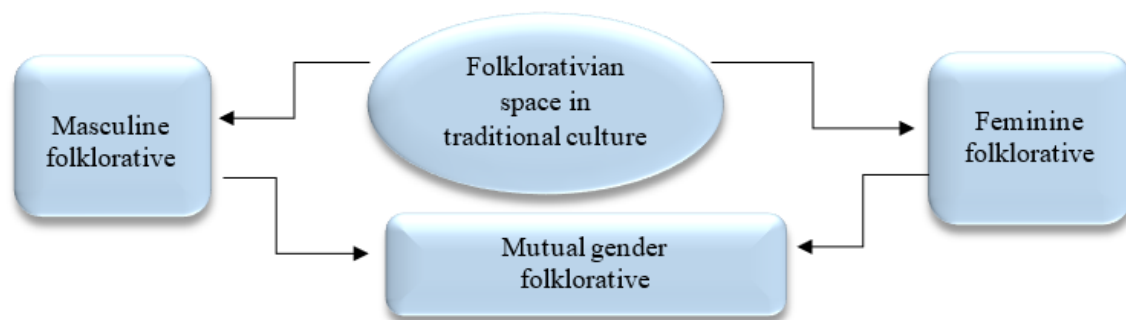 Folklorativian
space in
traditional culture
Masculine
folklorative
Feminine
folklorative
Mutual gender
folklorative